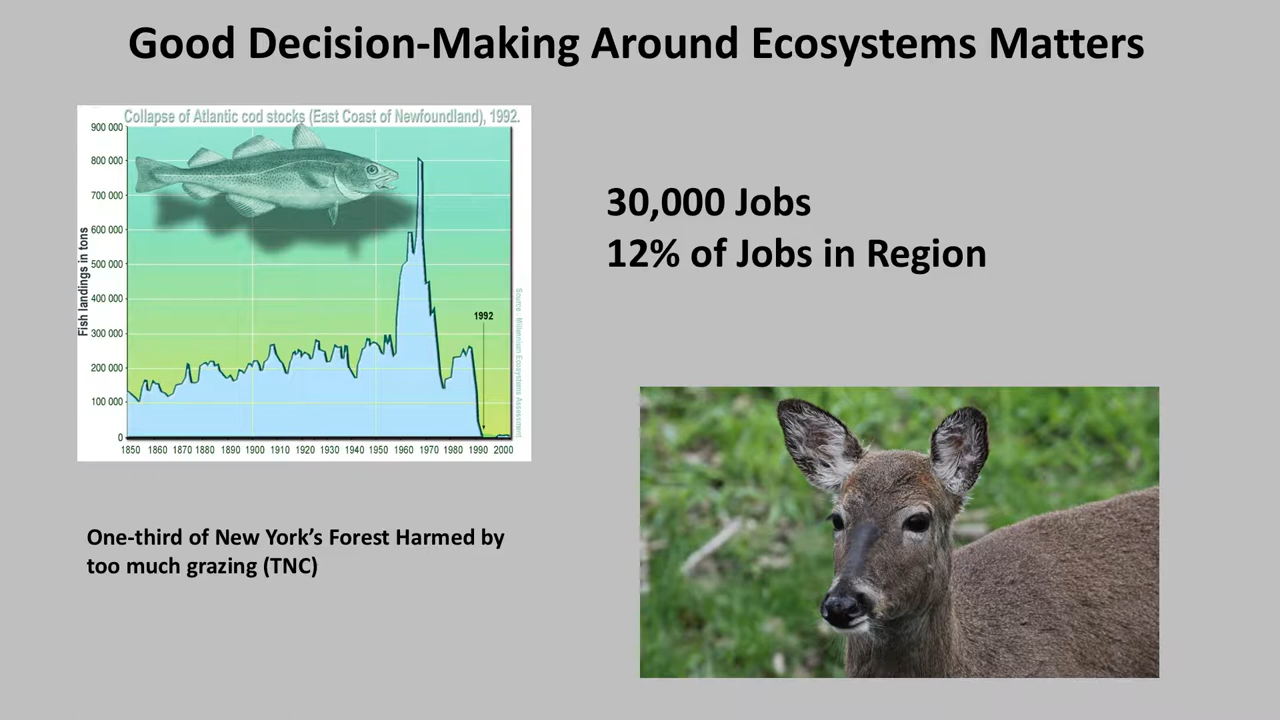 Good Decision-Making Around Ecosystems Matters
Collapse of Atlantic cod stocks (East Coast of Newfoundland), 1992.
900 000
800 000
700 000
600 000
500 000
400 000
300 000
200 000
100 000
0
Fish landings in tons
1992
Source : Millennium Ecosystems Assessment
1850 1860 1870 1880 1890 1900 1910 1920 1930 1940 1950 1960 1970 1980 1990 2000
30,000 Jobs
12% of Jobs in Region
One-third of New York’s Forest Harmed by
too much grazing (TNC)